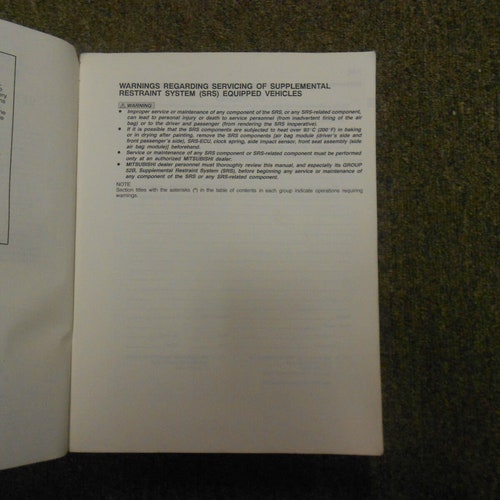 WARNINGS REGARDING SERVICING OF SUPPLEMENTAL
RESTRAINT SYSTEM (SRS) EQUIPPED VEHICLES
WARNING
• Improper service or maintenance of any component of the SRS, or any SRS-related component,
can lead to personal injury or death to service personnel (from inadvertent firing of the air
bag) or to the driver and passenger (from rendering the SRS inoperative).
• If it is possible that the SRS components are subjected to heat over 93°C (200°F) in baking
or in drying after painting, remove the SRS components (air bag module (driver's side and
front passenger's side), SRS-ECU, clock spring, side impact sensor, front seat assembly (side
air bag module) beforehand.
• Service or maintenance of any SRS component or SRS-related component must be performed
only at an authorized MITSUBISHI dealer.
• MITSUBISHI dealer personnel must thoroughly review this manual, and especially its GROUP
52B, Supplemental Restraint System (SRS), before beginning any service or maintenance of
any component of the SRS or any SRS-related component.
NOTE
Section titles with the asterisks (*) in the table of contents in each group indicate operations requiring
warnings.